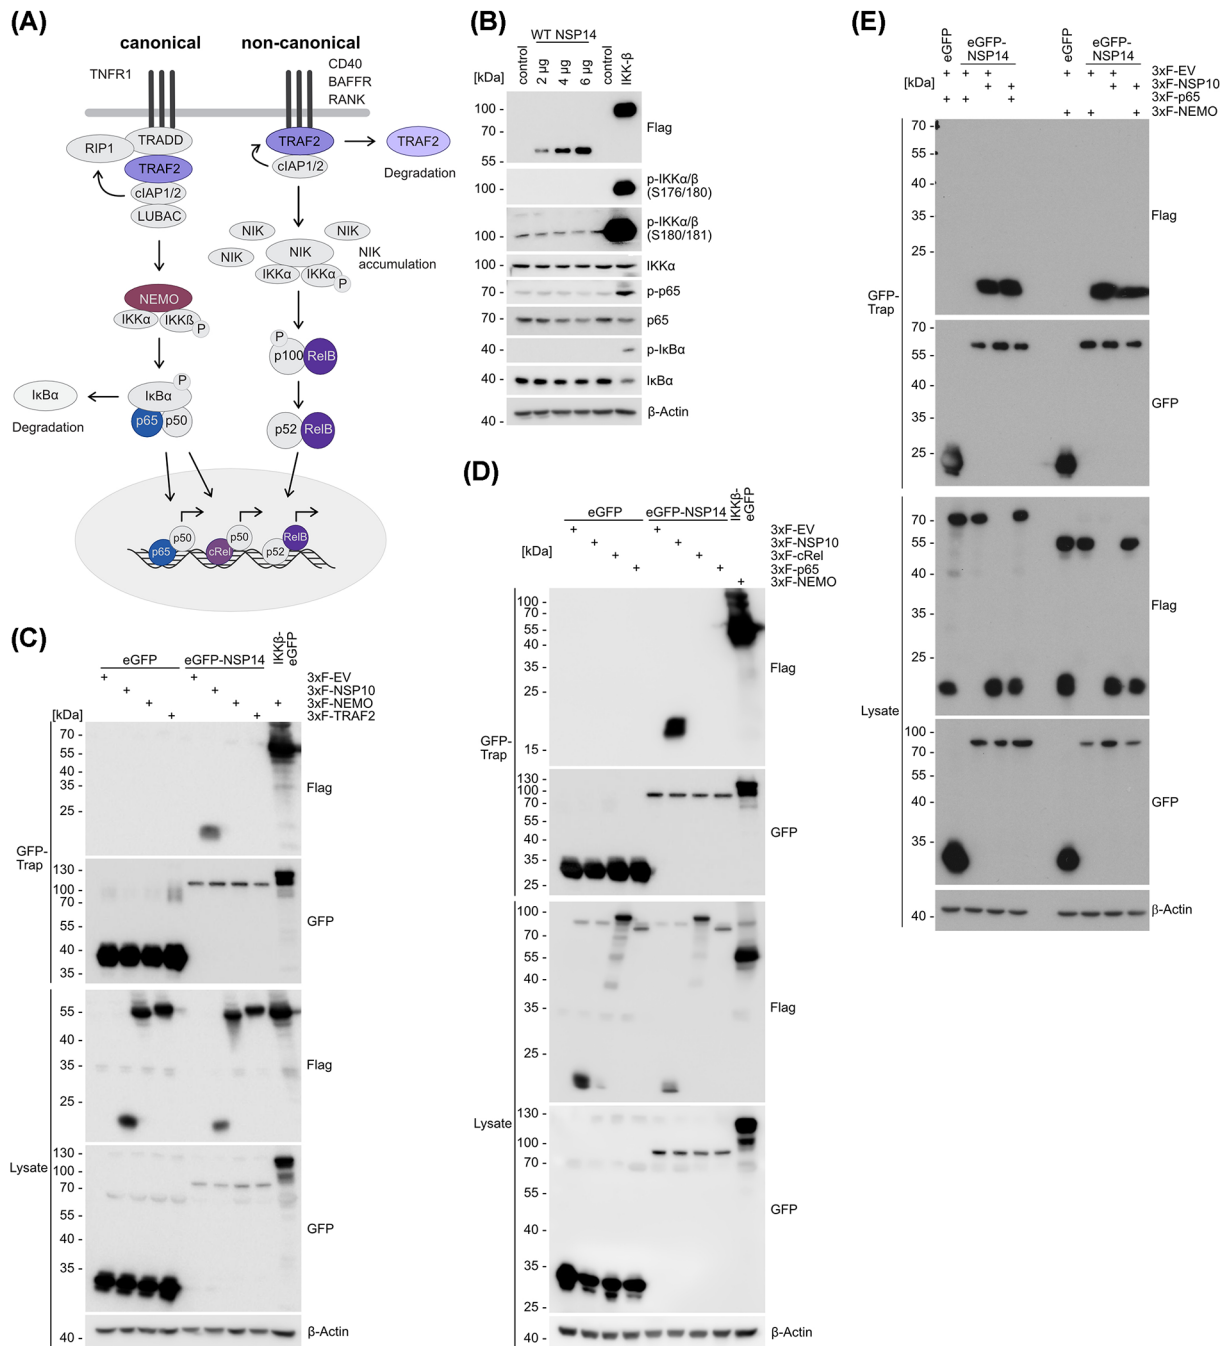 (A)
canonical
non-canonical
TNFR1
CD40
BAFFR
RANK
RIP1
TRADD
TRAF2
cIAP1/2
LUBAC
TRAF2
cIAP1/2
TRAF2
Degradation
NIK
NIK
NIK
NIK
NIK
accumulation
IKKα
IKKα
P
NEMO
IKKα
IKKß
P
P
p100
RelB
IκBα
Degradation
IκBα
P
p65
p50
p52
RelB
p65
p50
cRel
p50
p52
RelB
(B)
WT NSP14
control
2 µg
4 µg
6 µg
control
IKK-β
[kDa]
100 -
70 -
55 -
Flag
100 -
p-IKKα/β
(S176/180)
100 -
p-IKKα/β
(S180/181)
100 -
IKKα
70 -
p-p65
70 -
p65
40 -
p-IκBα
40 -
IκBα
40 -
β-Actin
(C)
eGFP
eGFP-NSP14
IKKβ-
eGFP
+ + 3xF-EV
+ + 3xF-NSP10
+ + + 3xF-NEMO
+ + 3xF-TRAF2
[kDa]
GFP-
Trap
70 -
55 -
40 -
35 -
25 -
Flag
130 -
100 -
70 -
55 -
40 -
35 -
GFP
Lysate
55 -
40 -
35 -
25 -
Flag
130 -
100 -
70 -
55 -
40 -
35 -
GFP
40 -
β-Actin
(D)
eGFP
eGFP-NSP14
IKKβ-
eGFP
+ + 3xF-EV
+ + 3xF-NSP10
+ + 3xF-cRel
+ + 3xF-p65
+ 3xF-NEMO
[kDa]
GFP-
Trap
100 -
70 -
55 -
40 -
35 -
25 -
15 -
Flag
130 -
100 -
70 -
55 -
40 -
35 -
25 -
GFP
Lysate
100 -
70 -
55 -
40 -
35 -
25 -
Flag
130 -
100 -
70 -
55 -
40 -
35 -
25 -
GFP
40 -
β-Actin
(E)
eGFP
eGFP-
NSP14
eGFP
eGFP-
NSP14
[kDa]
+ + + + + + 3xF-EV
+ + + + 3xF-NSP10
+ + + 3xF-p65
+ + + 3xF-NEMO
GFP-
Trap
70 -
55 -
40 -
35 -
25 -
Flag
70 -
55 -
40 -
35 -
25 -
GFP
Lysate
70 -
55 -
40 -
35 -
25 -
Flag
100 -
70 -
55 -
40 -
35 -
GFP
40 -
β-Actin